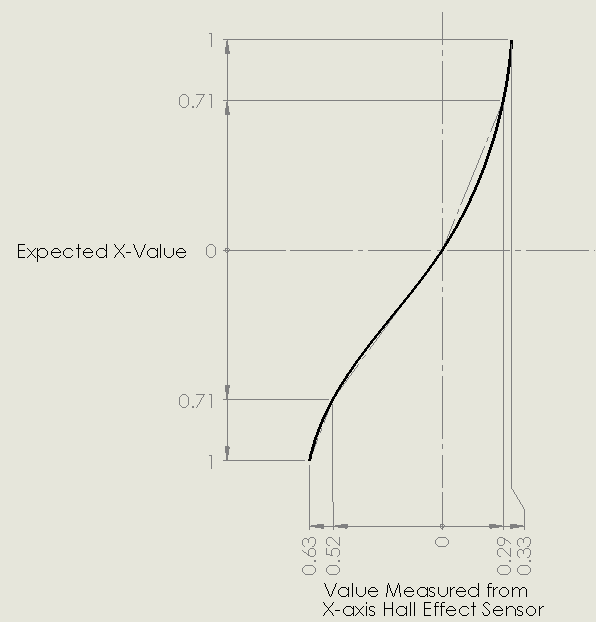 1
0.71
Expected X-Value 0
0.71
1
0.63 0.52 0 0.29 0.33
Value Measured from
X-axis Hall Effect Sensor